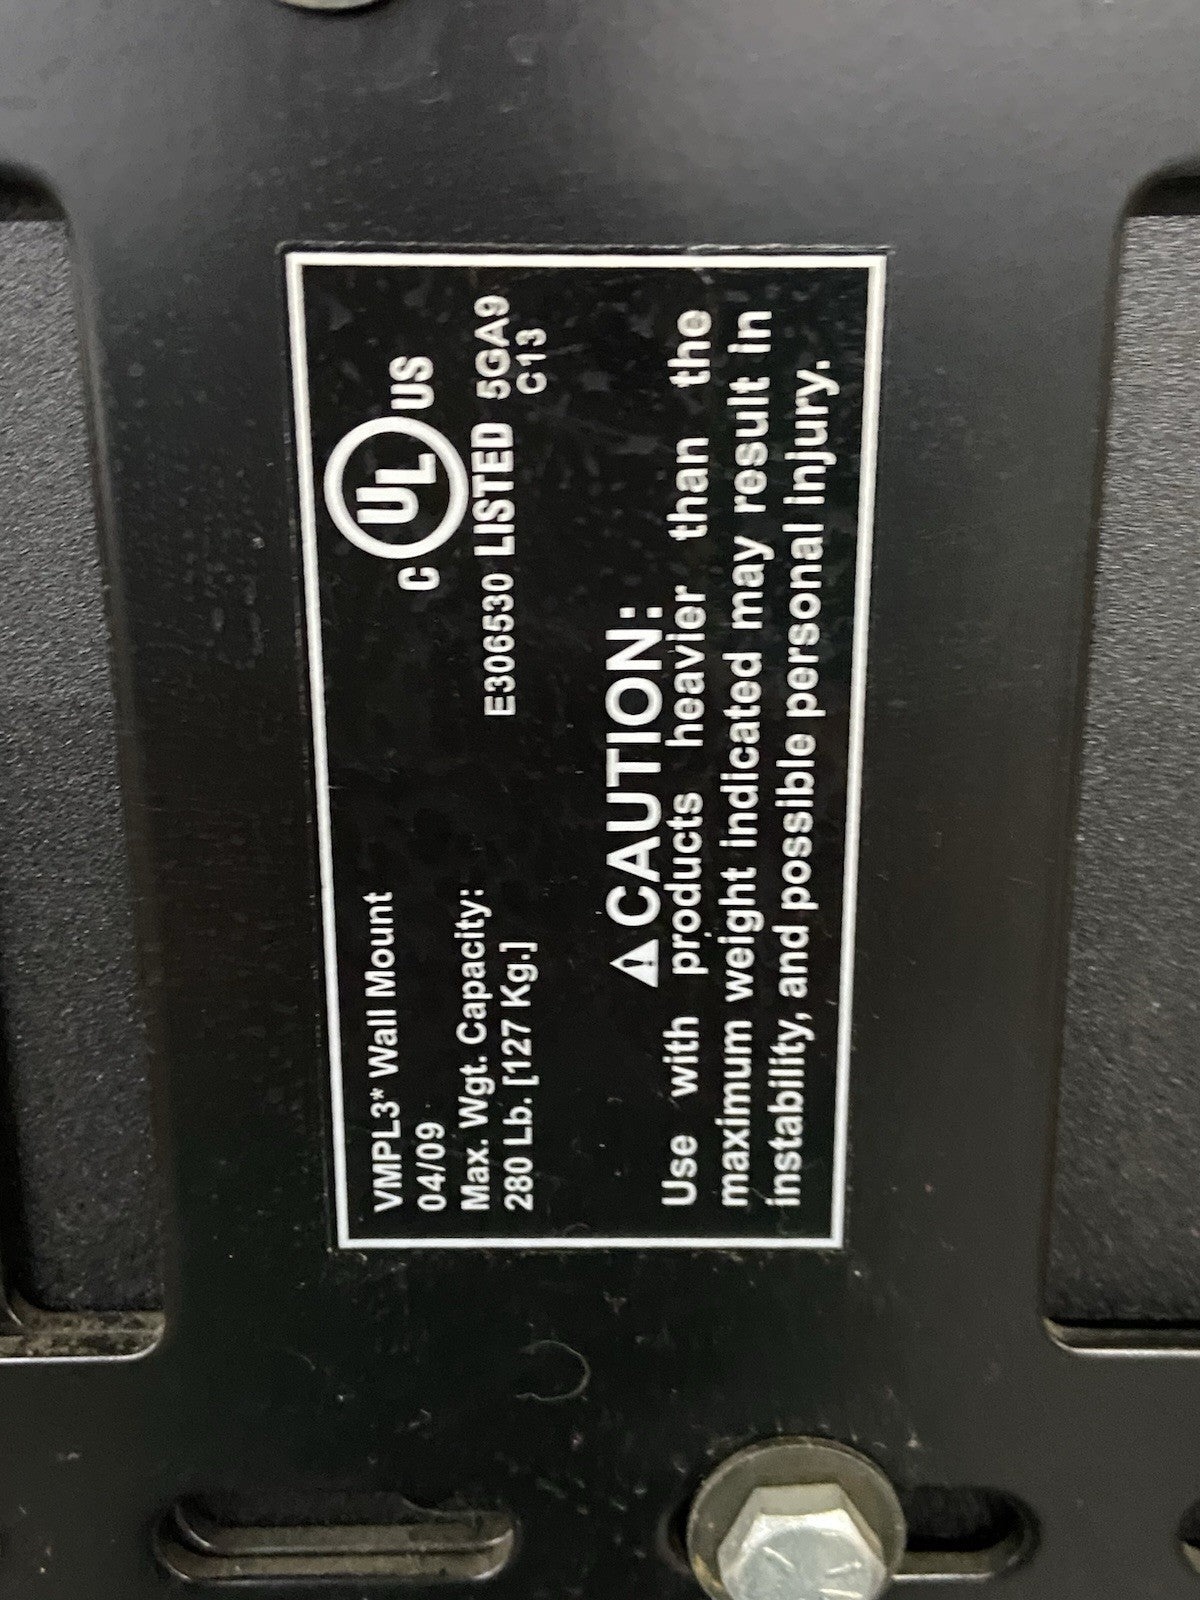 VMPL3* Wall Mount
04/09
Max. Wgt. Capacity:
280 Lb. [127 Kg.]
C UL US
E306530 LISTED 5GA9
C13
CAUTION:
Use with products heavier than the
maximum weight indicated may result in
instability, and possible personal injury.